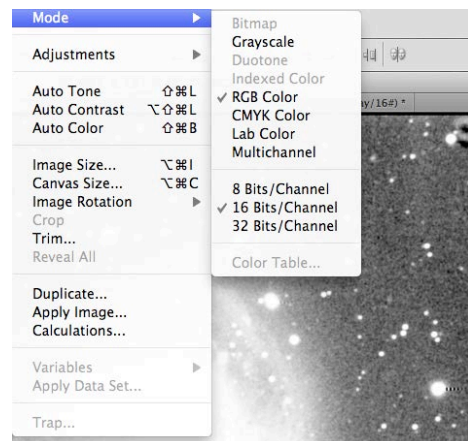 Mode ▶
Adjustments ▶
Auto Tone ⇧⌘L
Auto Contrast ⌥⇧⌘L
Auto Color ⇧⌘B
Image Size... ⌥⌘I
Canvas Size... ⌥⌘C
Image Rotation ▶
Crop
Trim...
Reveal All
Duplicate...
Apply Image...
Calculations...
Variables ▶
Apply Data Set...
Trap...
Bitmap
Grayscale
Duotone
Indexed Color
✓ RGB Color
CMYK Color
Lab Color
Multichannel
8 Bits/Channel
✓ 16 Bits/Channel
32 Bits/Channel
Color Table...
ay/16#) *